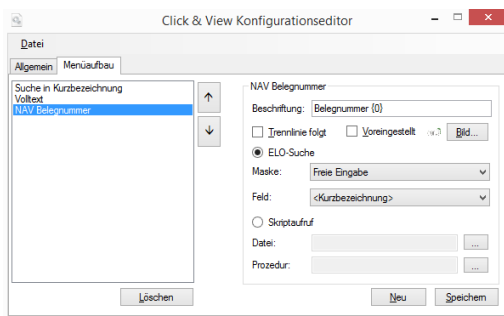 Click & View Konfigurationseditor
Datei
Allgemein Menüaufbau
Suche in Kurzbezeichnung
Volltext
NAV Belegnummer
NAV Belegnummer
Beschriftung: Belegnummer {0}
Trennlinie folgt Voreingestellt Bild...
ELO-Suche
Maske: Freie Eingabe
Feld: <Kurzbezeichnung>
Skriptaufruf
Datei: ...
Prozedur: ...
Löschen Neu Speichern